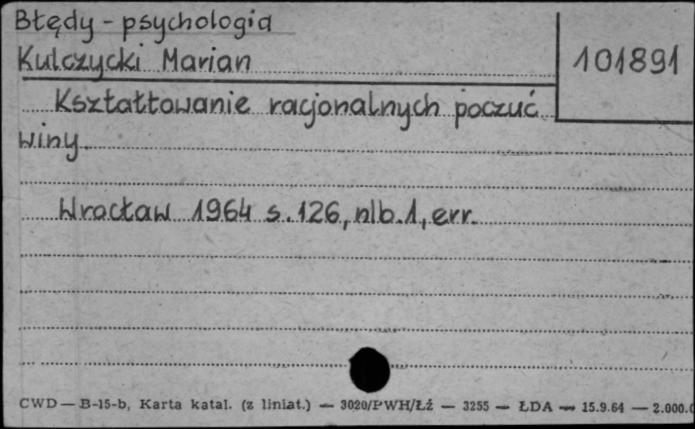 Błędy - psychologia
Kulczycki Marian
101891
Kształtowanie racjonalnych poczuć
winy
Wrocław 1964 s. 126, nlb. 1, err.
CWD — B-15-b, Karta katal. (z liniat.) — 3020/PWH/Łź — 3255 — ŁDA — 15.9.64 — 2.000.0